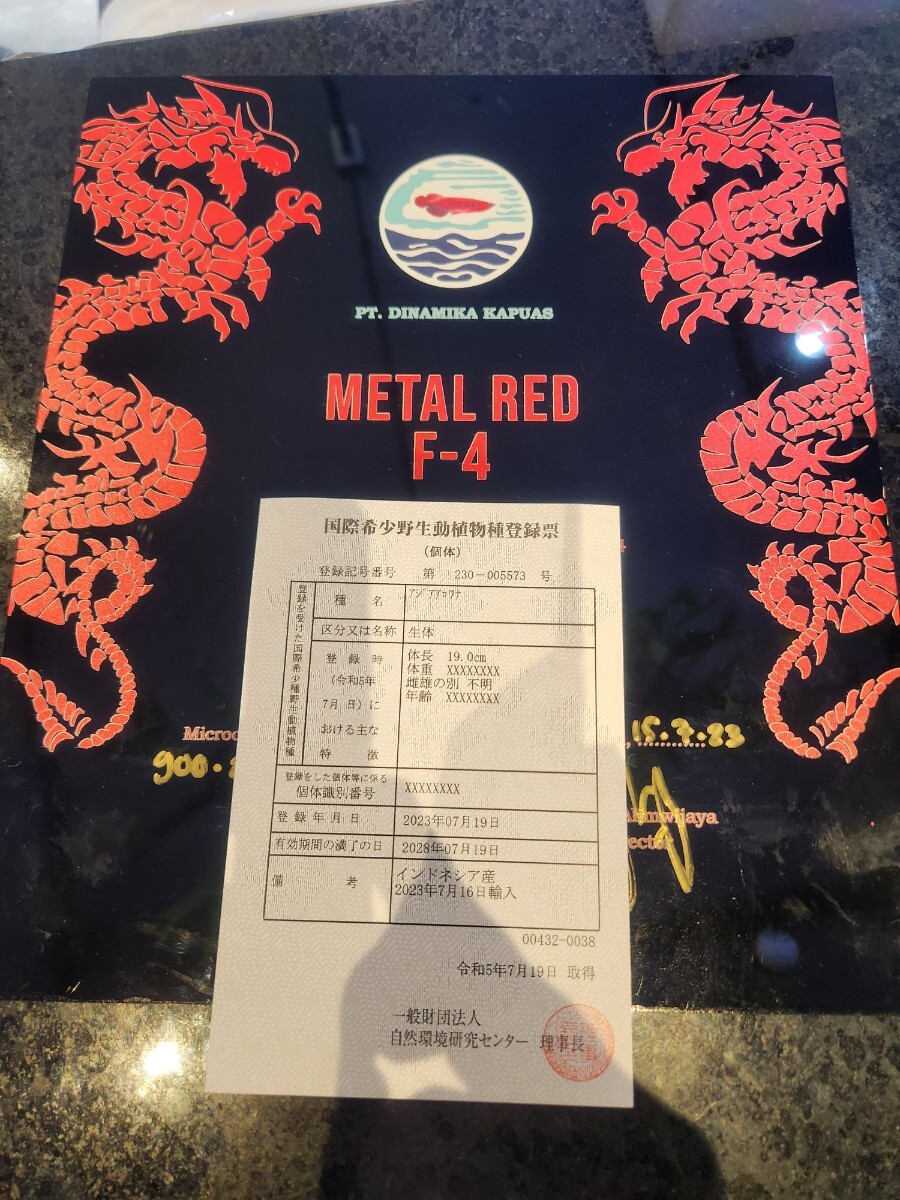 PT. DINAMIKA KAPUAS
METAL RED
F-4
国際希少野生動植物種登録票
(個体)
登録記号番号 第 230-005573 号
登録を受けた国際希少種野生動植物種
種 名 アジアアロワナ
区分又は名称 生体
登録時 (令和5年 7月 日)に おける主な 特徴
体長 19.0cm
体重 XXXXXXXX
雌雄の別 不明
年齢 XXXXXXXX
登録をした個体等に係る
個体識別番号 XXXXXXXX
登録年月日 2023年07月19日
有効期間の満了の日 2028年07月19日
備 考 インドネシア産
2023年7月16日輸入
00432-0038
令和5年7月19日 取得
一般財団法人
自然環境研究センター 理事長
Microc
900.
15.7.23
wijaya
ector